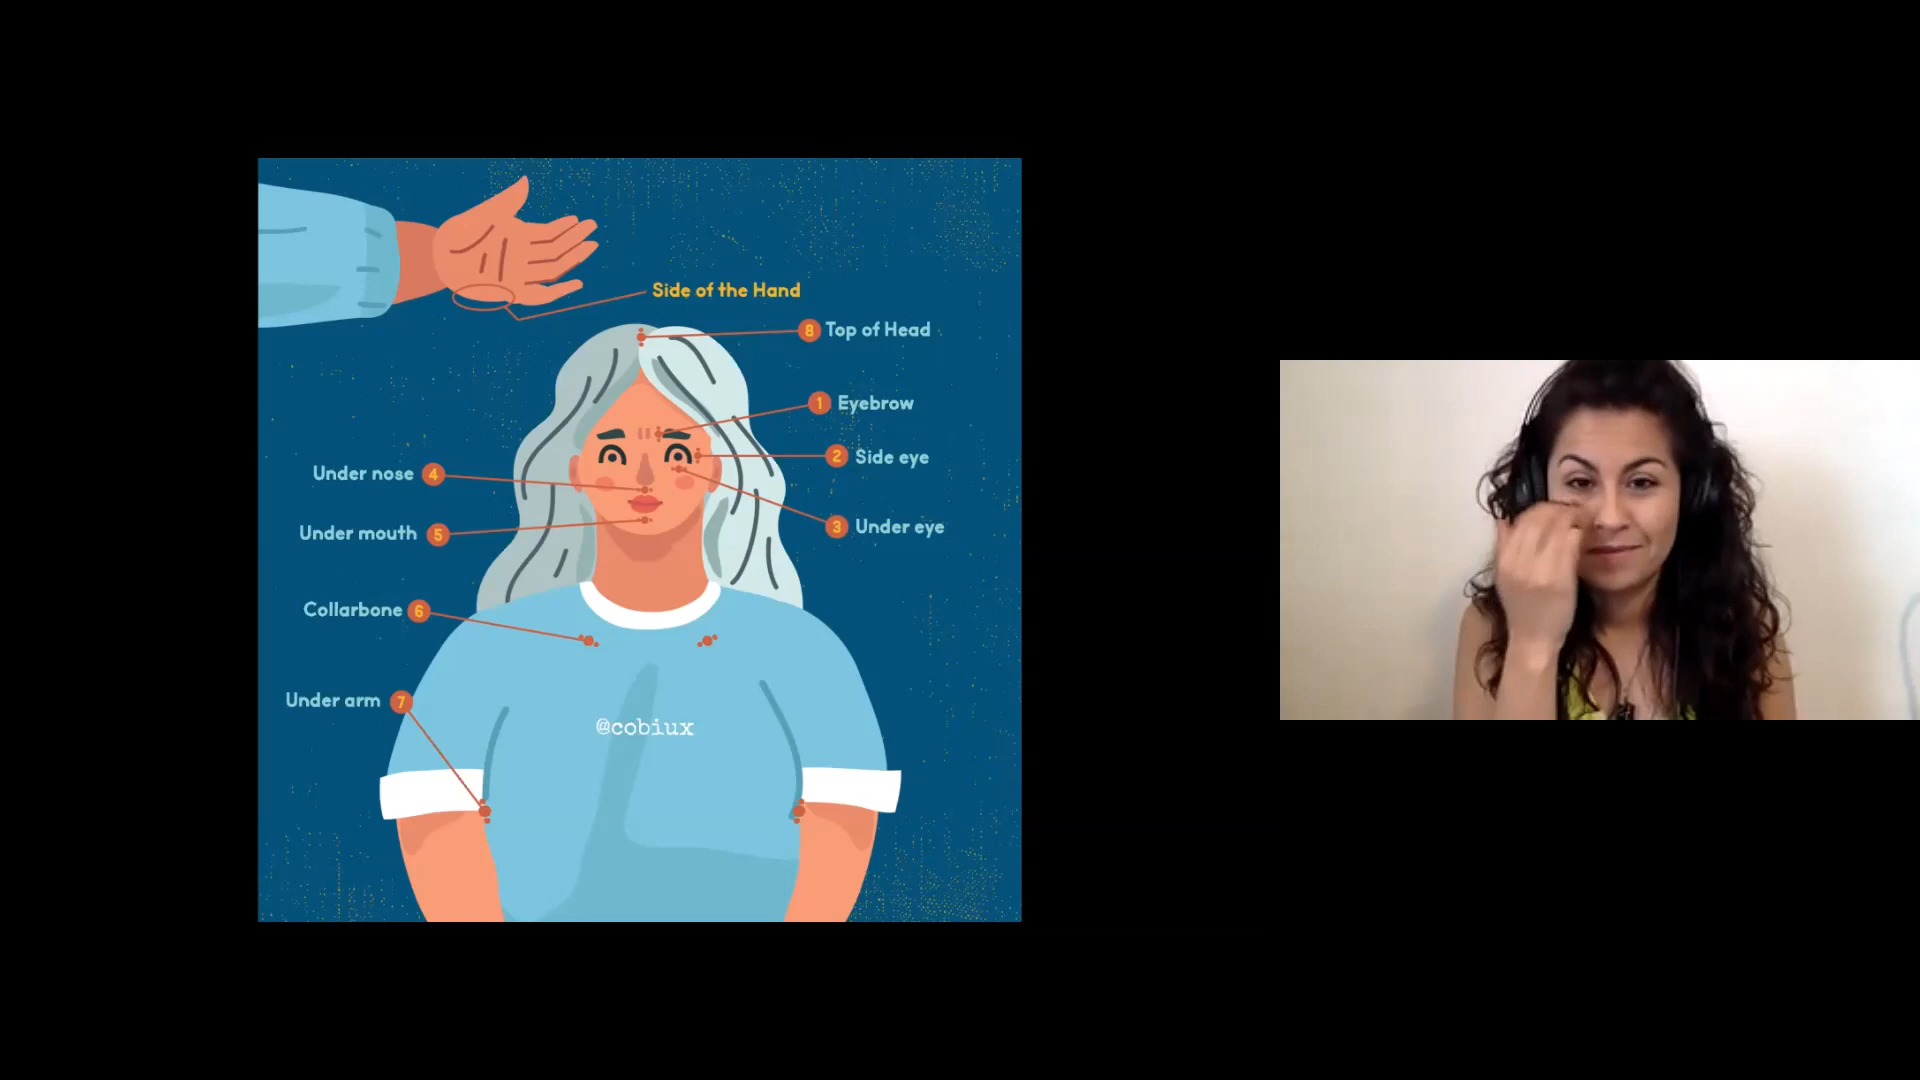 Side of the Hand
8 Top of Head
1 Eyebrow
2 Side eye
Under nose 4
3 Under eye
Under mouth 5
Collarbone 6
Under arm 7
@cobiux